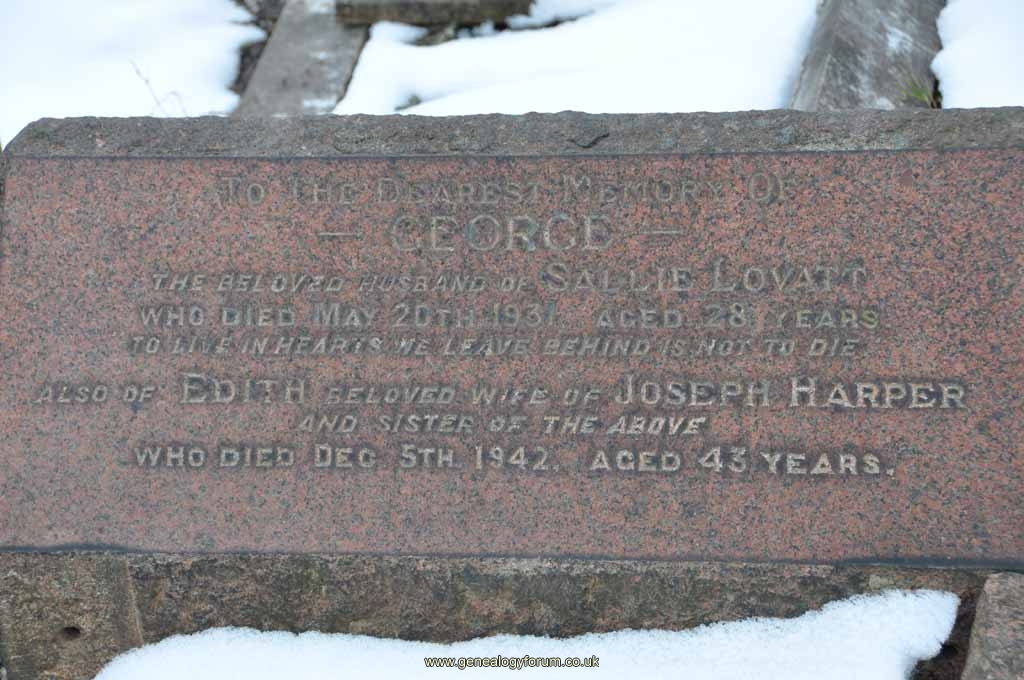 To The Dearest Memory Of
— GEORGE —
THE BELOVED HUSBAND OF SALLIE LOVATT
WHO DIED MAY 20TH 1931. AGED 28 YEARS
TO LIVE IN HEARTS WE LEAVE BEHIND IS NOT TO DIE
ALSO OF EDITH BELOVED WIFE OF JOSEPH HARPER
AND SISTER OF THE ABOVE
WHO DIED DEC 5TH 1942. AGED 43 YEARS.
www.genealogyforum.co.uk